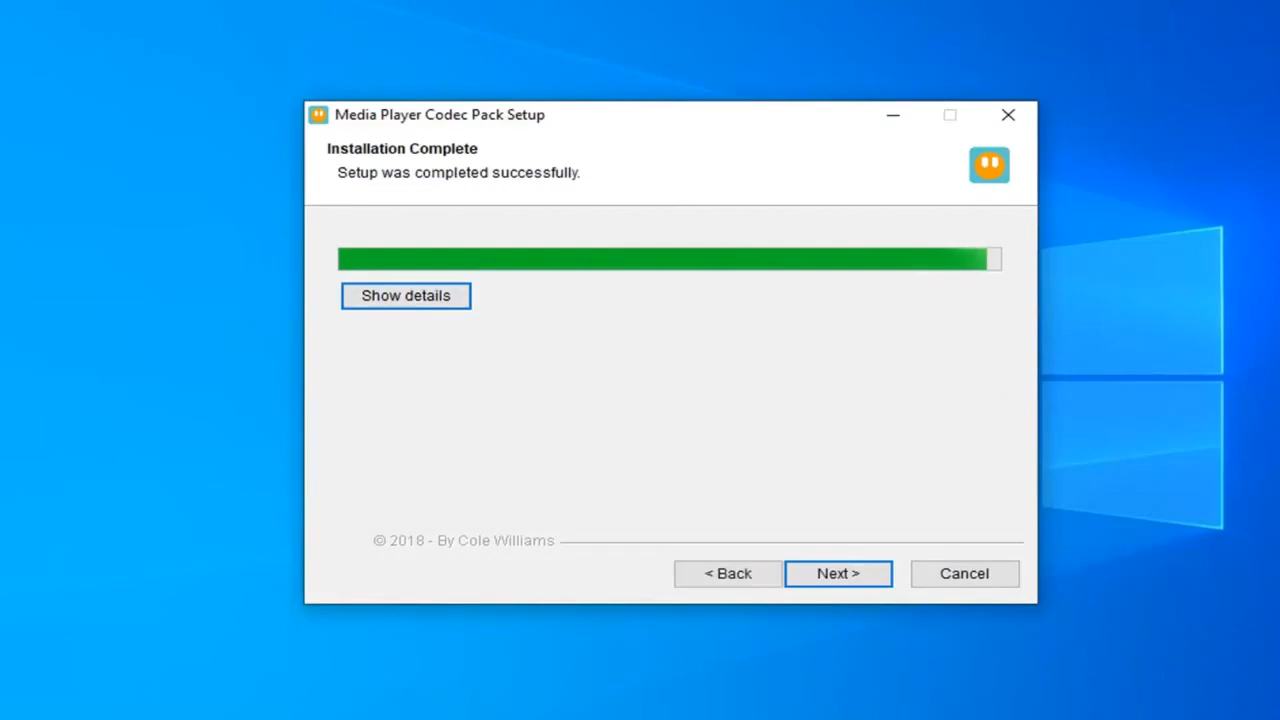 Media Player Codec Pack Setup
Installation Complete
Setup was completed successfully.
Show details
© 2018 - By Cole Williams
< Back
Next >
Cancel